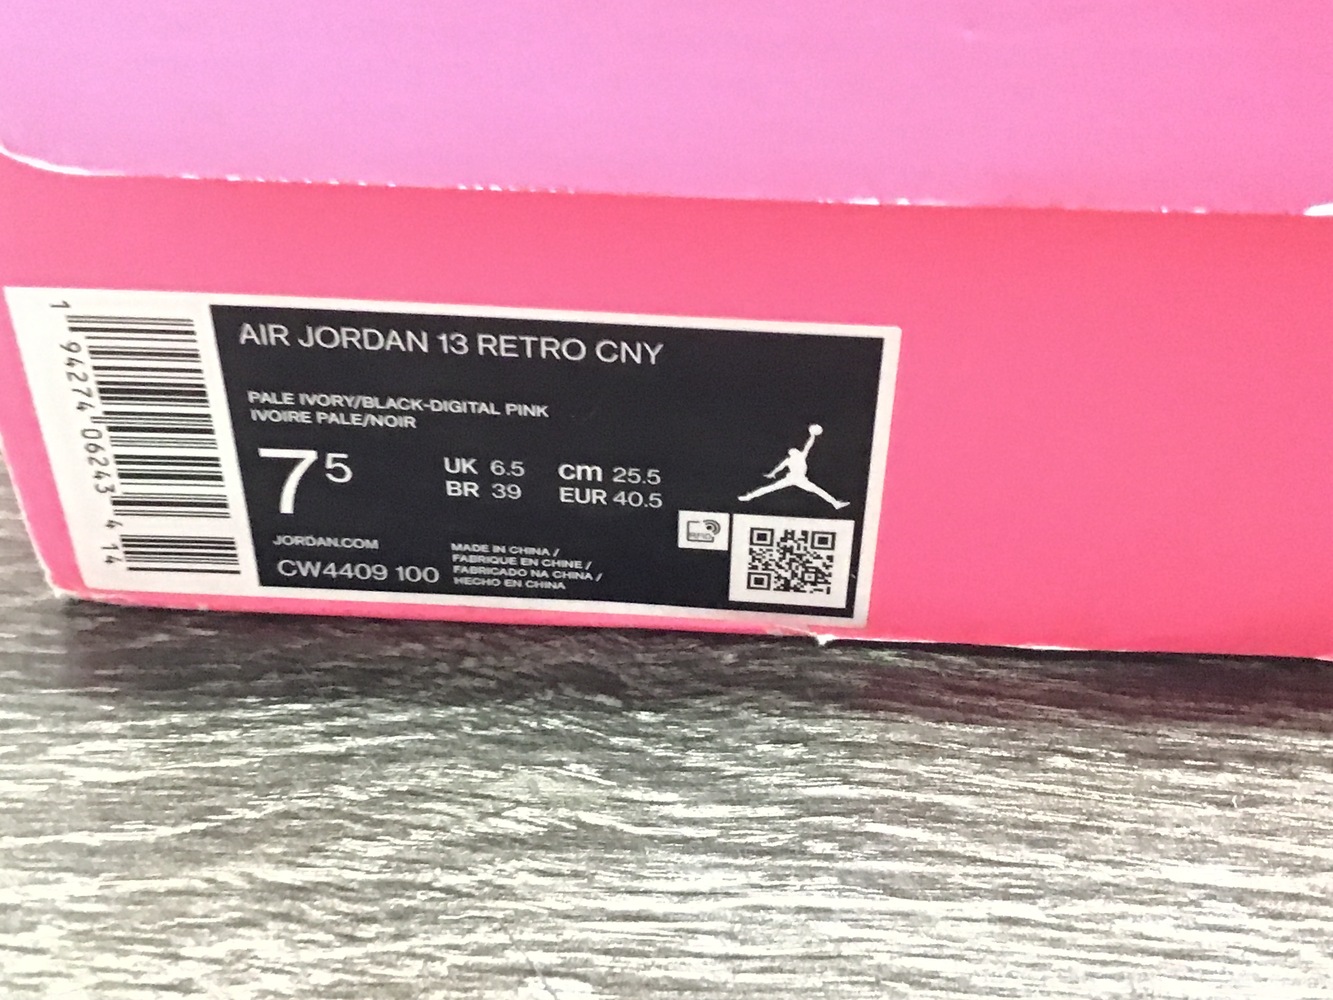 AIR JORDAN 13 RETRO CNY
PALE IVORY/BLACK-DIGITAL PINK
IVOIRE PALE/NOIR
7 5
UK 6.5 cm 25.5
BR 39 EUR 40.5
JORDAN.COM
CW4409 100
MADE IN CHINA /
FABRIQUE EN CHINE /
FABRICADO NA CHINA /
HECHO EN CHINA
RFID
1 94274 06243 4 14